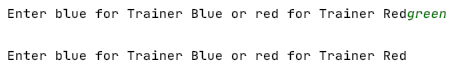 Enter blue for Trainer Blue or red for Trainer Redgreen
Enter blue for Trainer Blue or red for Trainer Red